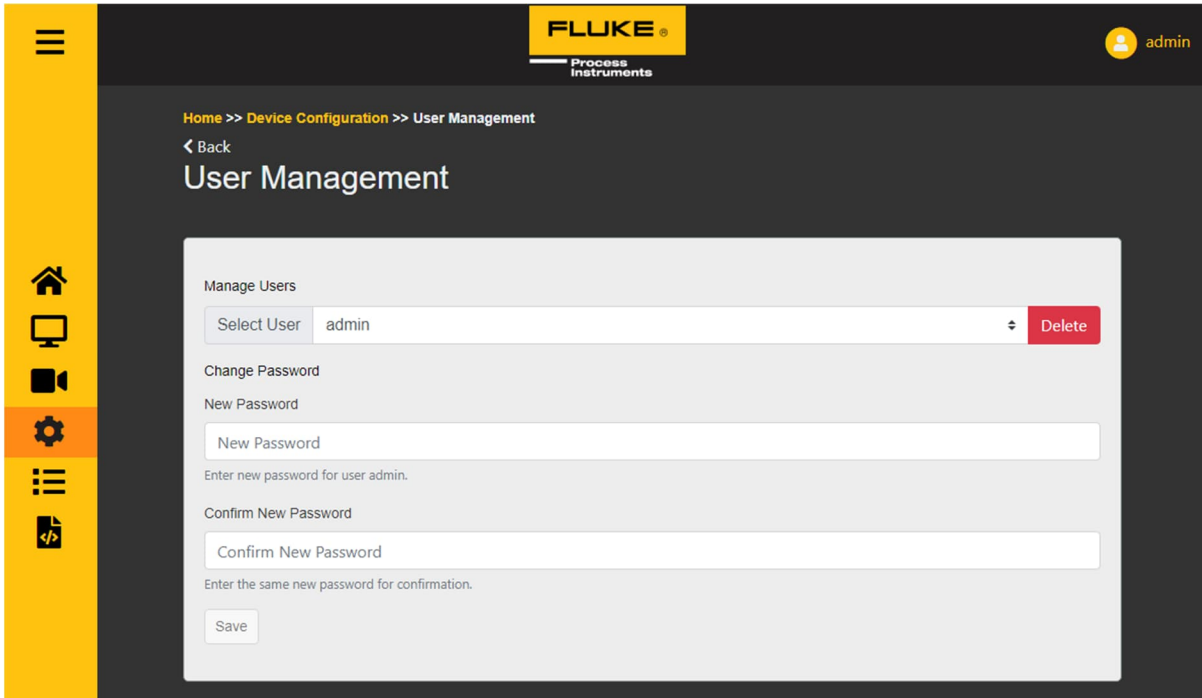 FLUKE ®
Process
Instruments
admin
Home >> Device Configuration >> User Management
Back
User Management
Manage Users
Select User admin Delete
Change Password
New Password
New Password
Enter new password for user admin.
Confirm New Password
Confirm New Password
Enter the same new password for confirmation.
Save